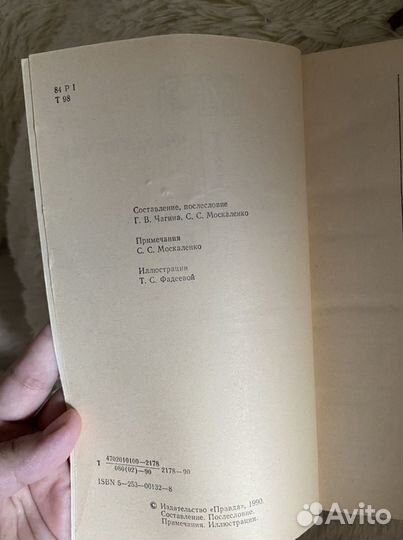 84 Р 1
Т 98
Составление, послесловие
Г. В. Чагина, С. С. Москаленко
Примечания
С. С. Москаленко
Иллюстрации
Т. С. Фадеевой
Т 4702010100—2178
080(02)—90 2178—90
ISBN 5—253—00132—8
© Издательство «Правда», 1990.
Составление. Послесловие.
Примечания. Иллюстрации.
Avito